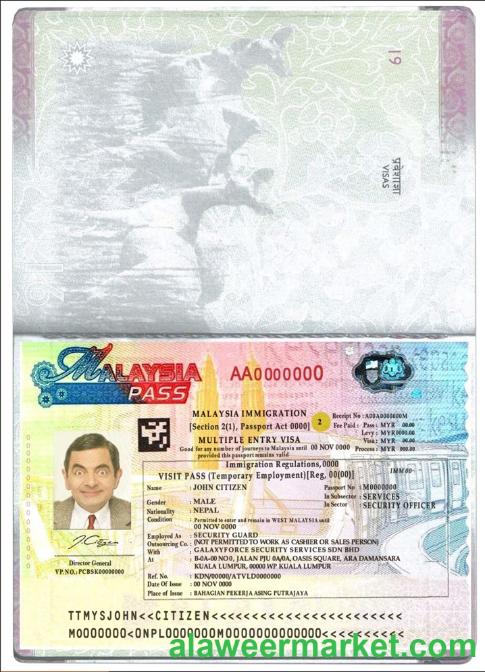 19
प्रवेशाज्ञा
VISAS
MALAYSIA
PASS
AA0000000
MALAYSIA IMMIGRATION
[Section 2(1), Passport Act 0000]
2
MULTIPLE ENTRY VISA
Good for any number of journeys to Malaysia until 00 NOV 0000
provided this passport remains valid
Receipt No : A00A0000000M
Fee Paid : Pass : MYR 00.00
Levy : MYR0000.00
Visa : MYR 00.00
Process : MYR 000.00
Immigration Regulations,0000
IMM00
VISIT PASS (Temporary Employment)[Reg, 00(00)]
Name : JOHN CITIZEN
Passport No : M0000000
In Subsector : SERVICES
In Sector : SECURITY OFFICER
Gender : MALE
Nationality : NEPAL
Condition : Permitted to enter and remain in WEST MALAYSIA until
00 NOV 0000
Employed As : SECURITY GUARD
Outsourcing Co. : (NOT PERMITTED TO WORK AS CASHIER OR SALES PERSON)
With : GALAXYFORCE SECURITY SERVICES SDN BHD
At : B-0A-00 NO0, JALAN PJU 0A/0A, OASIS SQUARE, ARA DAMANSARA
KUALA LUMPUR, 00000 WP KUALA LUMPUR
Ref. No. : KDN/00000/ATVLD0000000
Date Of Issue : 00 NOV 0000
Place of Issue : BAHAGIAN PEKERJA ASING PUTRAJAYA
J.Citizen
Director General
VP.NO.: PCBSK00000000
TTMYSJOHN<<CITIZEN<<<<<<<<<<<<<<<<<<<<<<<<<<
MOOOOOOO<ONPLOOOOOOOMOOOOOOOOOOOOOO<<<<<<<<<
alaweermarket.com